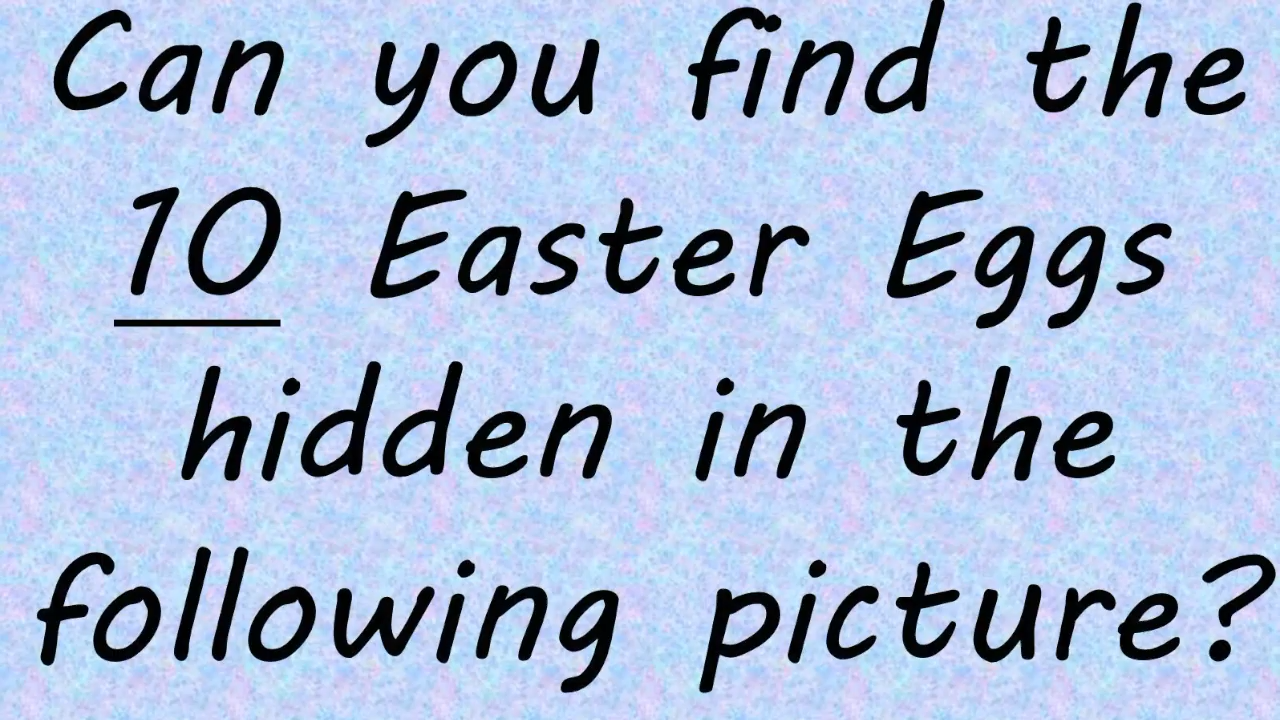 Can you find the
10 Easter Eggs
hidden in the
following picture?